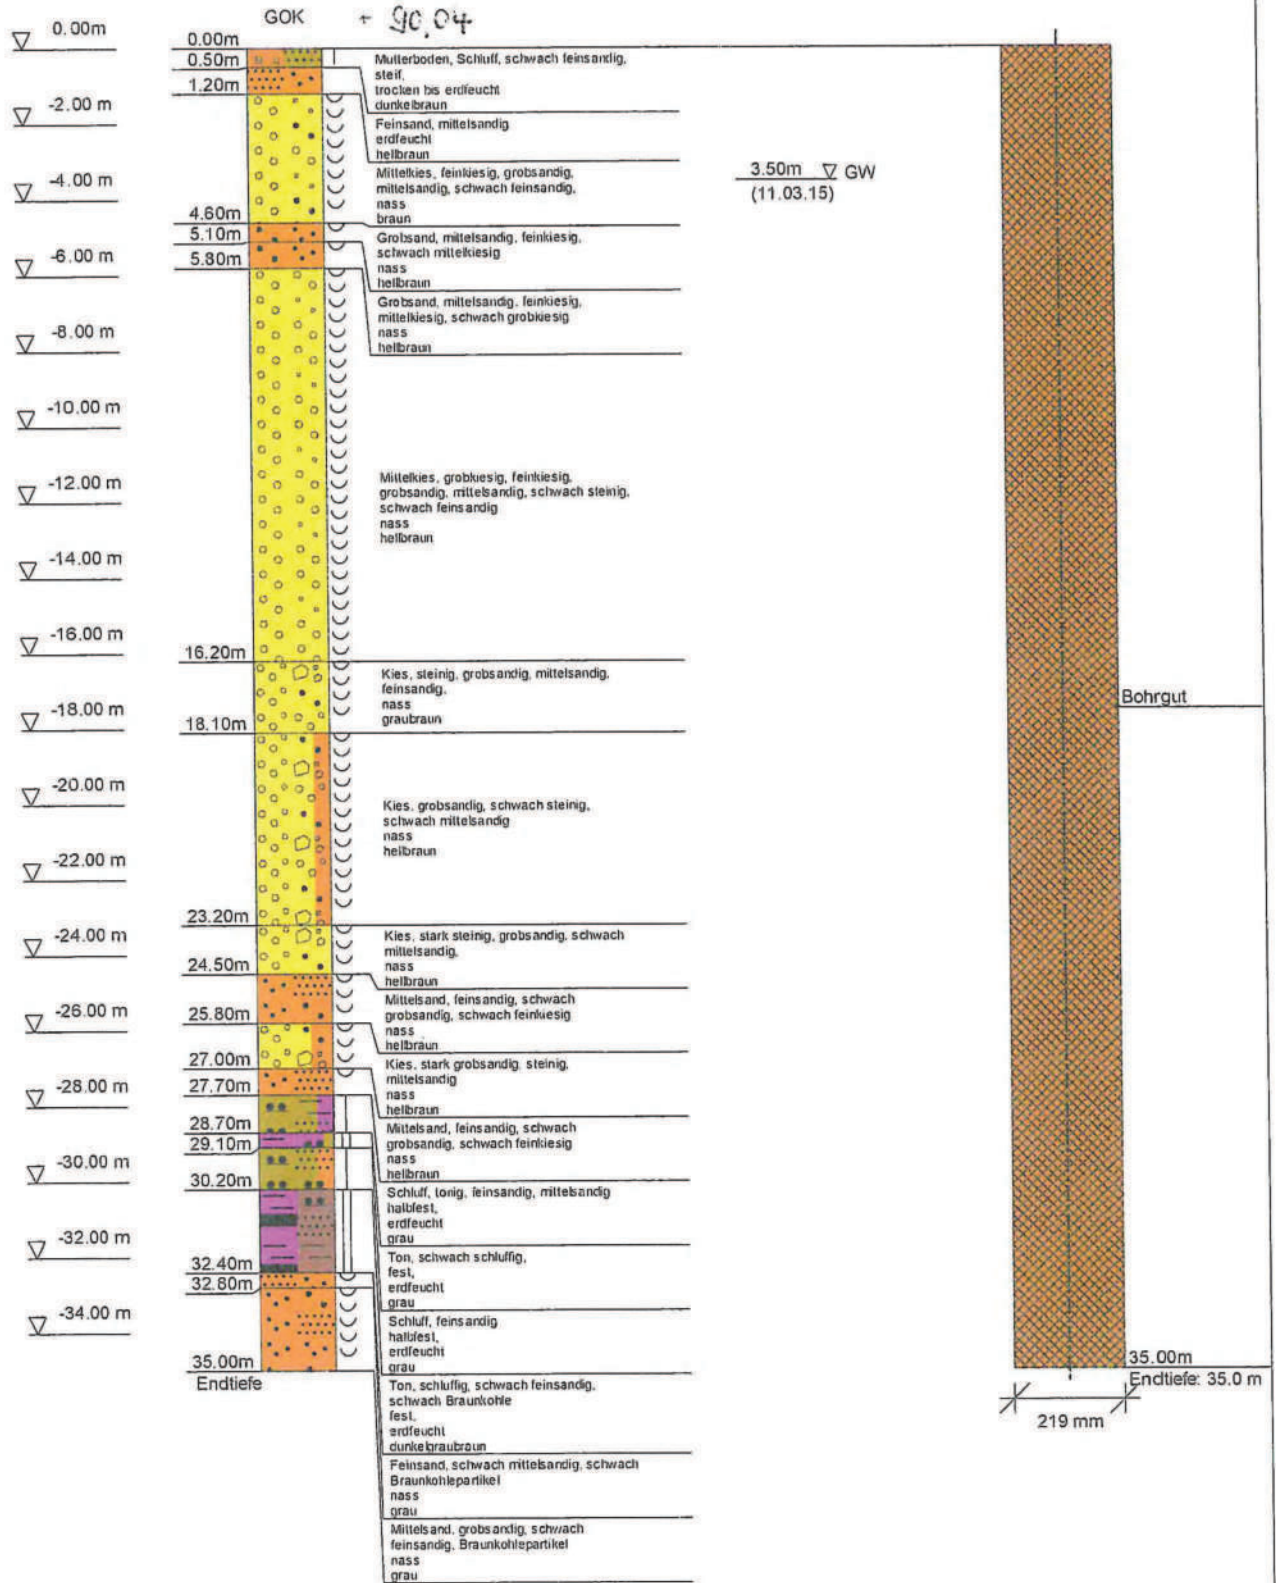 GOK + 90.04
0.00m
-2.00 m
-4.00 m
-6.00 m
-8.00 m
-10.00 m
-12.00 m
-14.00 m
-16.00 m
-18.00 m
-20.00 m
-22.00 m
-24.00 m
-26.00 m
-28.00 m
-30.00 m
-32.00 m
-34.00 m
0.00m
0.50m
1.20m
4.60m
5.10m
5.80m
16.20m
18.10m
23.20m
24.50m
25.80m
27.00m
27.70m
28.70m
29.10m
30.20m
32.40m
32.80m
35.00m
Endtiefe
Mutterboden, Schluff, schwach feinsandig,
steif,
trocken bis erdfeucht
dunkelbraun
Feinsand, mittelsandig
erdfeucht
hellbraun
Mittelkies, feinkiesig, grobsandig,
mittelsandig, schwach feinsandig,
nass
braun
Grobsand, mittelsandig, feinkiesig,
schwach mittelkiesig
nass
hellbraun
Grobsand, mittelsandig, feinkiesig,
mittelkiesig, schwach grobkiesig
nass
hellbraun
Mittelkies, grobkiesig, feinkiesig,
grobsandig, mittelsandig, schwach steinig,
schwach feinsandig
nass
hellbraun
Kies, steinig, grobsandig, mittelsandig,
feinsandig,
nass
graubraun
Kies, grobsandig, schwach steinig,
schwach mittelsandig
nass
hellbraun
Kies, stark steinig, grobsandig, schwach
mittelsandig,
nass
hellbraun
Mittelsand, feinsandig, schwach
grobsandig, schwach feinkiesig
nass
hellbraun
Kies, stark grobsandig, steinig,
mittelsandig
nass
hellbraun
Mittelsand, feinsandig, schwach
grobsandig, schwach feinkiesig
nass
hellbraun
Schluff, tonig, feinsandig, mittelsandig
halbfest,
erdfeucht
grau
Ton, schwach schluffig,
fest,
erdfeucht
grau
Schluff, feinsandig
halbfest,
erdfeucht
grau
Ton, schluffig, schwach feinsandig,
schwach Braunkohle
fest,
erdfeucht
dunkelgraubraun
Feinsand, schwach mittelsandig, schwach
Braunkohlepartikel
nass
grau
Mittelsand, grobsandig, schwach
feinsandig, Braunkohlepartikel
nass
grau
3.50m GW
(11.03.15)
Bohrgut
35.00m
Endtiefe: 35.0 m
219 mm